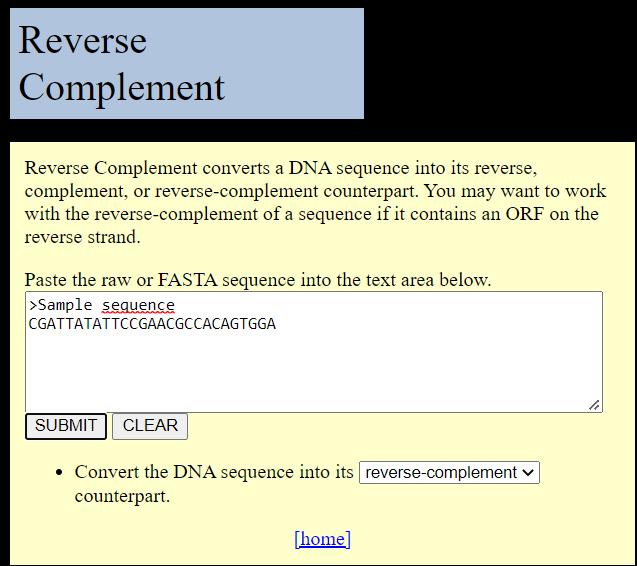 Reverse
Complement
Reverse Complement converts a DNA sequence into its reverse,
complement, or reverse-complement counterpart. You may want to work
with the reverse-complement of a sequence if it contains an ORF on the
reverse strand.
Paste the raw or FASTA sequence into the text area below.
>Sample sequence
CGATTATATTCCGAACGCCACAGTGGA
SUBMIT CLEAR
• Convert the DNA sequence into its reverse-complement
counterpart.
[home]